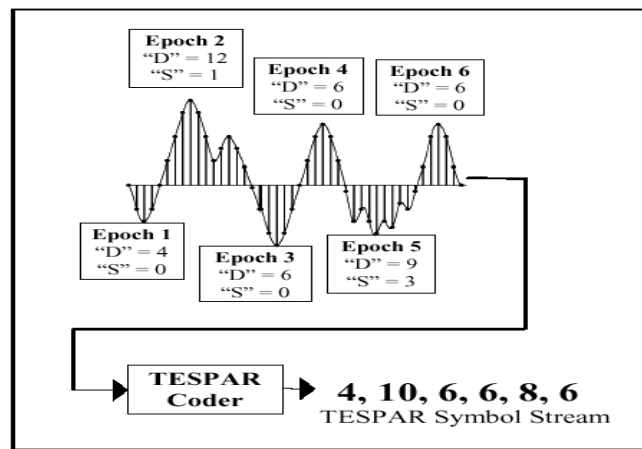 Epoch 2
“D” = 12
“S” = 1
Epoch 4
“D” = 6
“S” = 0
Epoch 6
“D” = 6
“S” = 0
Epoch 1
“D” = 4
“S” = 0
Epoch 3
“D” = 6
“S” = 0
Epoch 5
“D” = 9
“S” = 3
TESPAR
Coder
4, 10, 6, 6, 8, 6
TESPAR Symbol Stream